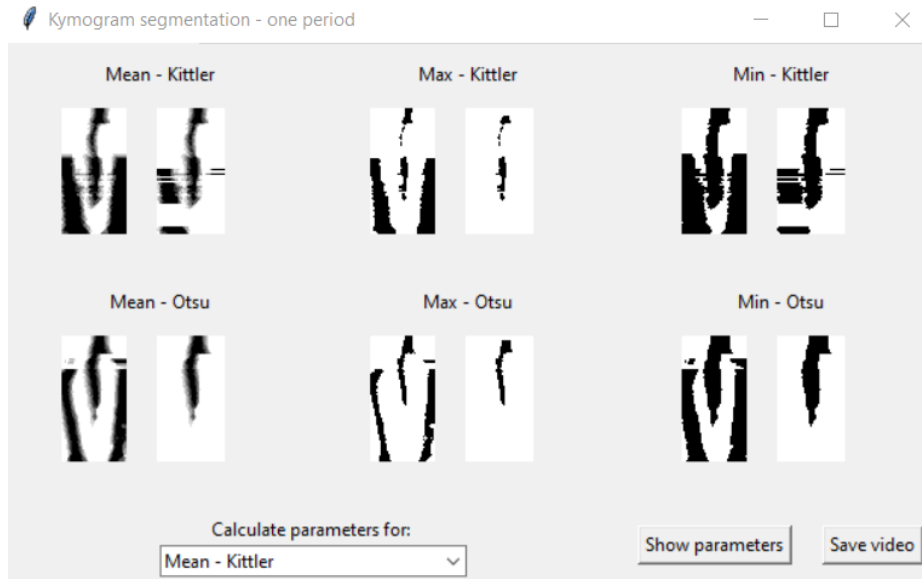 Kymogram segmentation - one period
Mean - Kittler
Max - Kittler
Min - Kittler
Mean - Otsu
Max - Otsu
Min - Otsu
Calculate parameters for:
Mean - Kittler
Show parameters
Save video